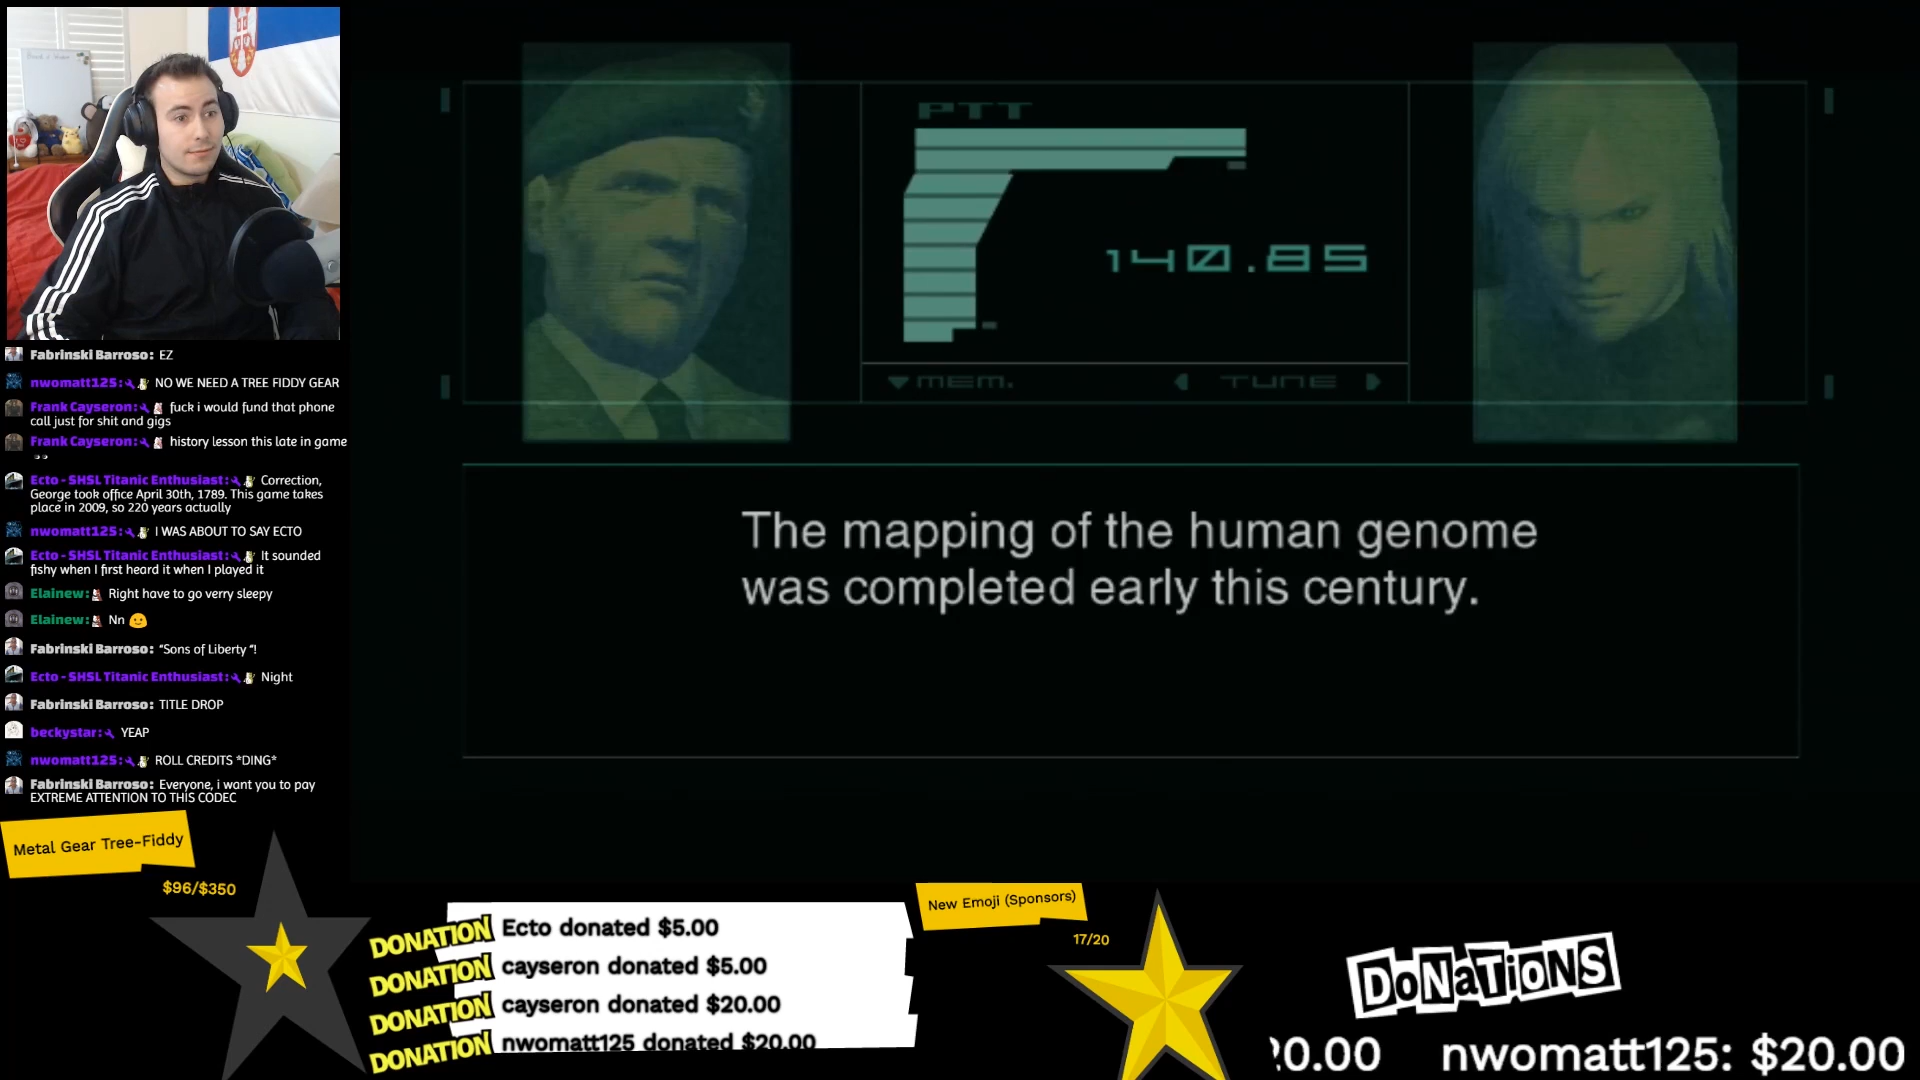 Fabrinski Barroso: EZ
nwomatt125: NO WE NEED A TREE FIDDY GEAR
Frank Cayseron: fuck i would fund that phone
call just for shit and gigs
Frank Cayseron: history lesson this late in game
Ecto - SHSL Titanic Enthusiast: Correction,
George took office April 30th, 1789. This game takes
place in 2009, so 220 years actually
nwomatt125: I WAS ABOUT TO SAY ECTO
Ecto - SHSL Titanic Enthusiast: It sounded
fishy when I first heard it when I played it
Elainew: Right have to go verry sleepy
Elainew: Nn
Fabrinski Barroso: "Sons of Liberty "!
Ecto - SHSL Titanic Enthusiast: Night
Fabrinski Barroso: TITLE DROP
beckystar: YEAP
nwomatt125: ROLL CREDITS *DING*
Fabrinski Barroso: Everyone, i want you to pay
EXTREME ATTENTION TO THIS CODEC
PTT
140.85
MEM.
TUNE
The mapping of the human genome
was completed early this century.
Metal Gear Tree-Fiddy
$96/$350
DONATION Ecto donated $5.00
DONATION cayseron donated $5.00
DONATION cayseron donated $20.00
DONATION nwomatt125 donated $20.00
New Emoji (Sponsors)
17/20
DoNaTioNS
0.00 nwomatt125: $20.00